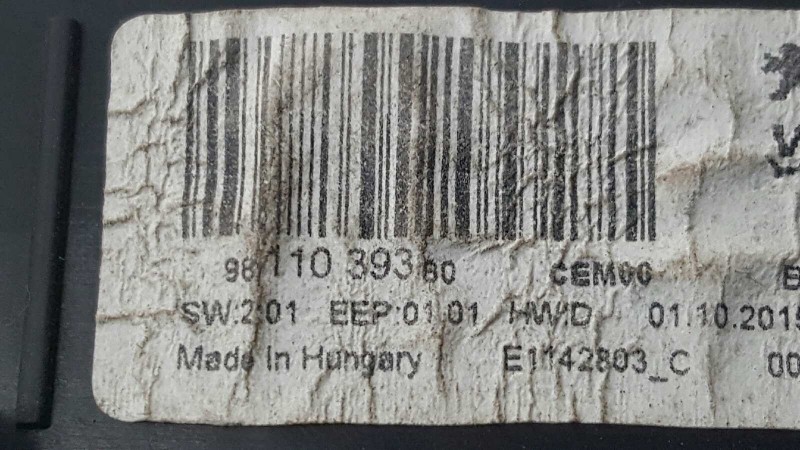 98 110 393 80 CEM00
SW:2.01 EEP:01.01 HW:D 01.10.2015
Made In Hungary E1142803_C 00